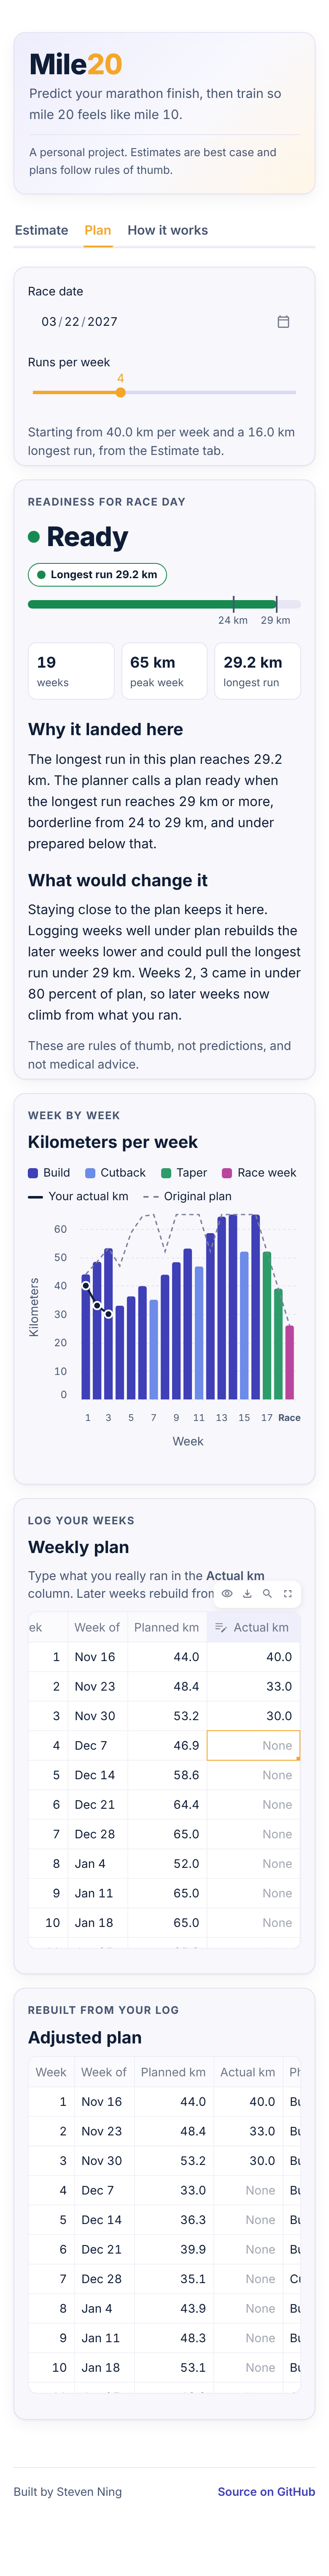 Mile20
Predict your marathon finish, then train so
mile 20 feels like mile 10.
A personal project. Estimates are best case and
plans follow rules of thumb.
Estimate Plan How it works
Race date
03 / 22 / 2027
Runs per week
4
Starting from 40.0 km per week and a 16.0 km
longest run, from the Estimate tab.
READINESS FOR RACE DAY
Ready
Longest run 29.2 km
24 km 29 km
19 65 km 29.2 km
weeks peak week longest run
Why it landed here
The longest run in this plan reaches 29.2
km. The planner calls a plan ready when
the longest run reaches 29 km or more,
borderline from 24 to 29 km, and under
prepared below that.
What would change it
Staying close to the plan keeps it here.
Logging weeks well under plan rebuilds the
later weeks lower and could pull the longest
run under 29 km. Weeks 2, 3 came in under
80 percent of plan, so later weeks now
climb from what you ran.
These are rules of thumb, not predictions, and
not medical advice.
WEEK BY WEEK
Kilometers per week
Build Cutback Taper Race week
Your actual km Original plan
60
50
40
30
20
10
0
Kilometers
1 3 5 7 9 11 13 15 17 Race
Week
LOG YOUR WEEKS
Weekly plan
Type what you really ran in the Actual km
column. Later weeks rebuild from
ek Week of Planned km Actual km
1 Nov 16 44.0 40.0
2 Nov 23 48.4 33.0
3 Nov 30 53.2 30.0
4 Dec 7 46.9 None
5 Dec 14 58.6 None
6 Dec 21 64.4 None
7 Dec 28 65.0 None
8 Jan 4 52.0 None
9 Jan 11 65.0 None
10 Jan 18 65.0 None
REBUILT FROM YOUR LOG
Adjusted plan
Week Week of Planned km Actual km Ph
1 Nov 16 44.0 40.0 Bu
2 Nov 23 48.4 33.0 Bu
3 Nov 30 53.2 30.0 Bu
4 Dec 7 33.0 None Bu
5 Dec 14 36.3 None Bu
6 Dec 21 39.9 None Bu
7 Dec 28 35.1 None Cu
8 Jan 4 43.9 None Bu
9 Jan 11 48.3 None Bu
10 Jan 18 53.1 None Bu
Built by Steven Ning Source on GitHub